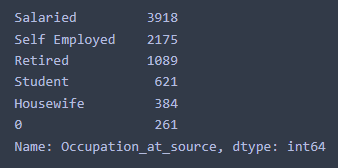 Salaried 3918
Self Employed 2175
Retired 1089
Student 621
Housewife 384
0 261
Name: Occupation_at_source, dtype: int64